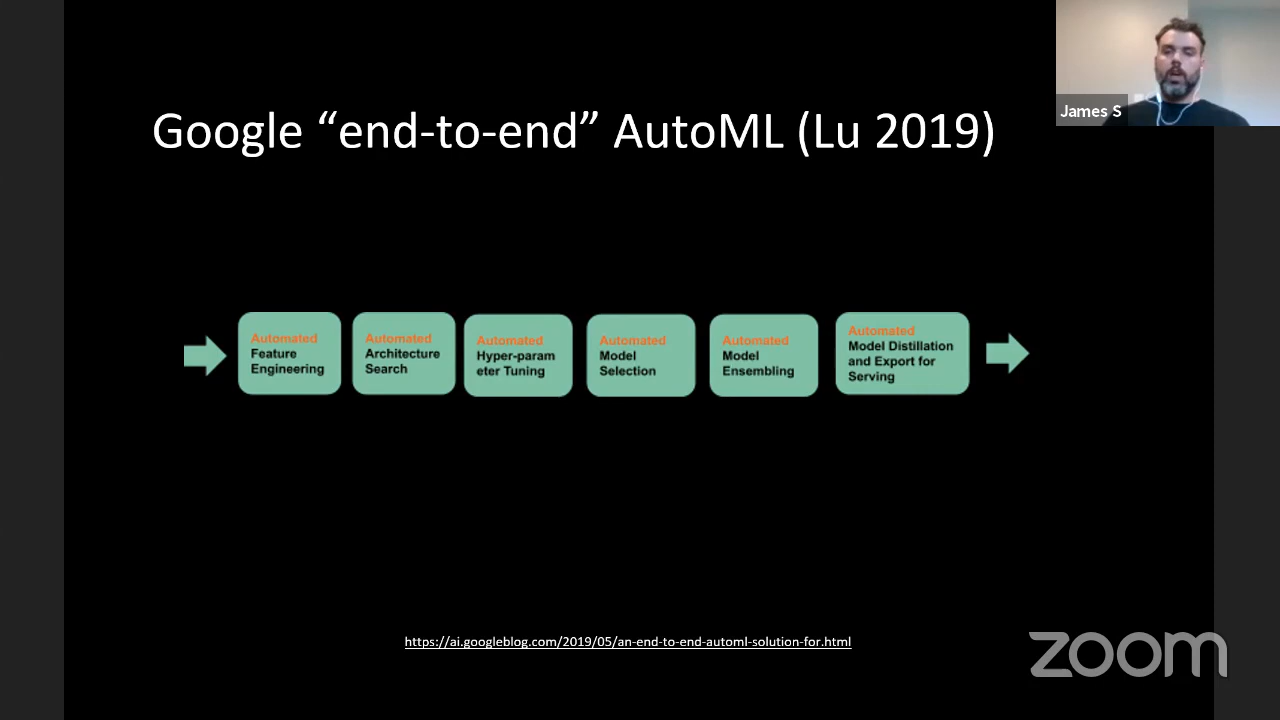 Google “end-to-end” AutoML (Lu 2019)
James S
Automated
Feature
Engineering
Automated
Architecture
Search
Automated
Hyper-param
eter Tuning
Automated
Model
Selection
Automated
Model
Ensembling
Automated
Model Distillation
and Export for
Serving
https://ai.googleblog.com/2019/05/an-end-to-end-automl-solution-for.html
zoom